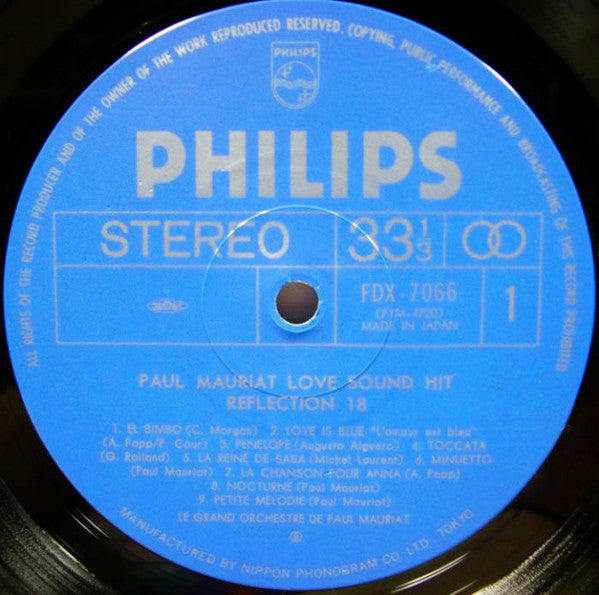 ALL RIGHTS OF THE RECORD PRODUCER AND OF THE OWNER OF THE WORK REPRODUCED RESERVED. COPYING, PUBLIC PERFORMANCE AND BROADCASTING OF THIS RECORD PROHIBITED
PHILIPS
PHILIPS
STEREO 33 1/3
FDX-7066
(PJM-4720)
MADE IN JAPAN
1
PAUL MAURIAT LOVE SOUND HIT
REFLECTION 18
1. EL BIMBO (C. Morgan) 2. LOVE IS BLUE "L'amour est bleu"
(A. Popp/P. Cour) 3. PENELOPE (Augusto Alguero) 4. TOCCATA
(G. Rolland) 5. LA REINE DE SABA (Michel Laurent) 6. MINUETTO
(Paul Mauriat) 7. LA CHANSON POUR ANNA (A. Popp)
8. NOCTURNE (Paul Mauriat)
9. PETITE MELODIE (Paul Mauriat)
LE GRAND ORCHESTRE DE PAUL MAURIAT
MANUFACTURED BY NIPPON PHONOGRAM CO LTD. TOKYO